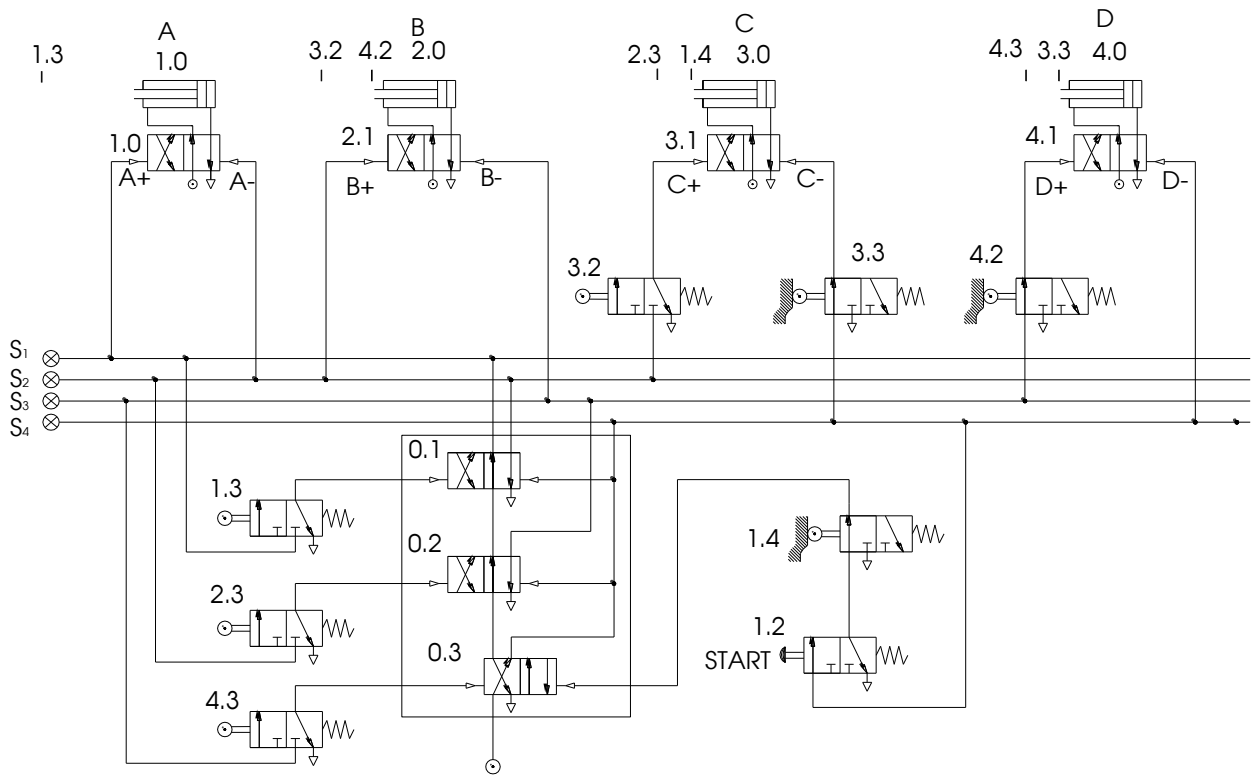 A B C D
1.3 1.0 3.2 4.2 2.0 2.3 1.4 3.0 4.3 3.3 4.0
1.0 2.1 3.1 4.1
A+ A- B+ B- C+ C- D+ D-
3.2 3.3 4.2
S1
S2
S3
S4
0.1
1.3
0.2
1.4
2.3
1.2
0.3
START
4.3